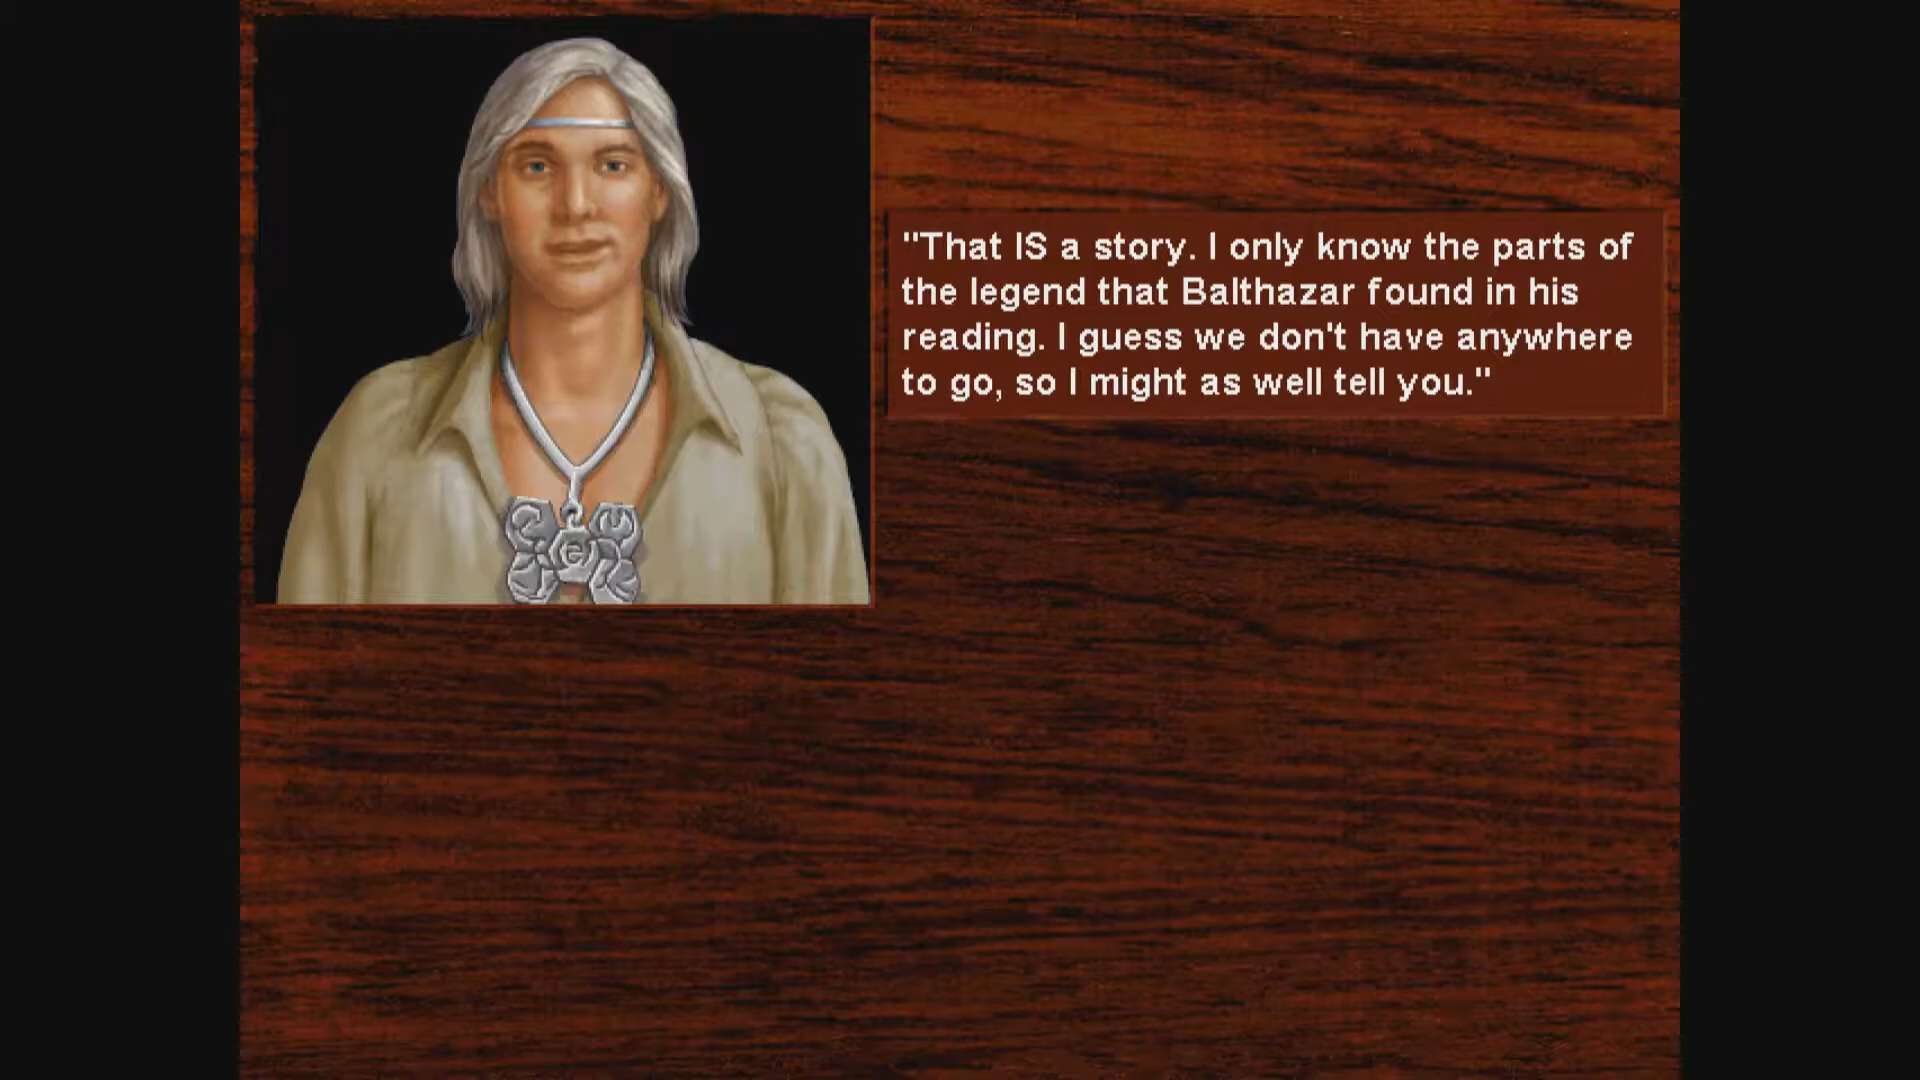 "That IS a story. I only know the parts of
the legend that Balthazar found in his
reading. I guess we don't have anywhere
to go, so I might as well tell you."